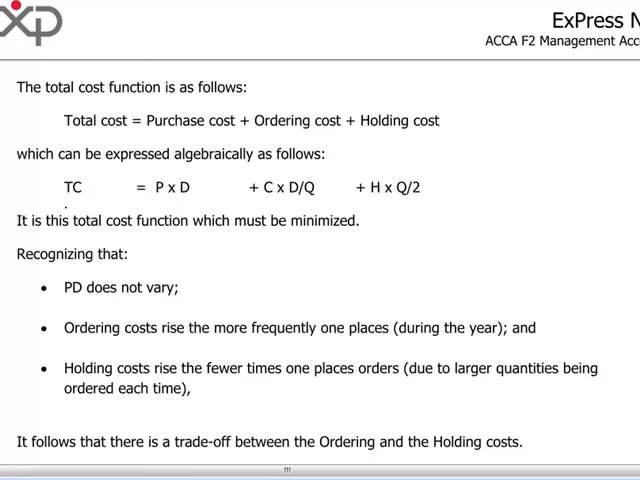 xp
ExPress N
ACCA F2 Management Acc
The total cost function is as follows:
Total cost = Purchase cost + Ordering cost + Holding cost
which can be expressed algebraically as follows:
TC = P x D + C x D/Q + H x Q/2
It is this total cost function which must be minimized.
Recognizing that:
• PD does not vary;
• Ordering costs rise the more frequently one places (during the year); and
• Holding costs rise the fewer times one places orders (due to larger quantities being
ordered each time),
It follows that there is a trade-off between the Ordering and the Holding costs.